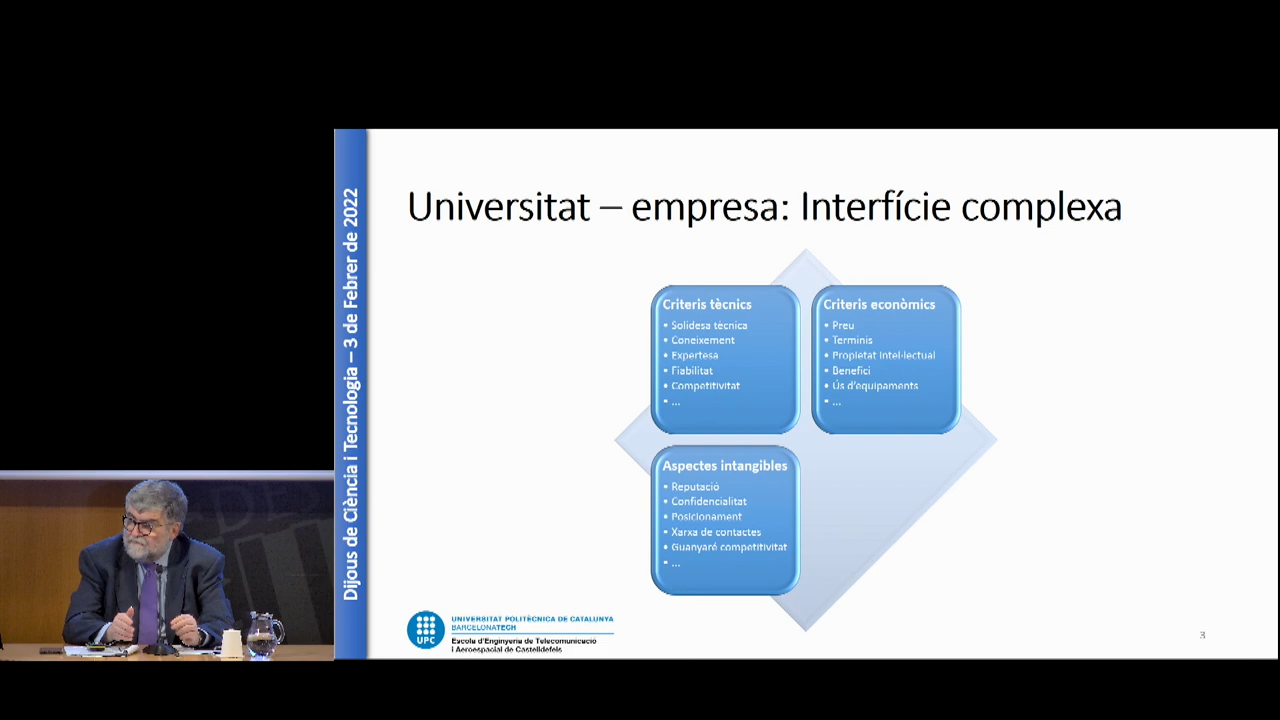 Dijous de Ciència i Tecnologia – 3 de Febrer de 2022
Universitat – empresa: Interfície complexa
Criteris tècnics
• Solidesa tècnica
• Coneixement
• Expertesa
• Fiabilitat
• Competitivitat
• ...
Criteris econòmics
• Preu
• Terminis
• Propietat intel·lectual
• Benefici
• Ús d'equipaments
• ...
Aspectes intangibles
• Reputació
• Confidencialitat
• Posicionament
• Xarxa de contactes
• Guanyaré competitivitat
• ...
UPC
UNIVERSITAT POLITÈCNICA DE CATALUNYA
BARCELONATECH
Escola d'Enginyeria de Telecomunicació
i Aeroespacial de Castelldefels
3